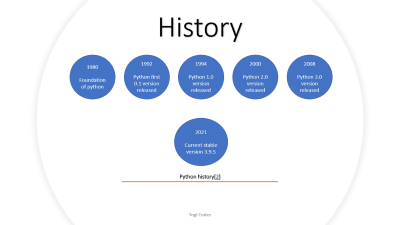 History
1980
Foundation
of python
1992
Python first
0.1 version
released
1994
Python 1.0
version
released
2000
Python 2.0
version
released
2008
Python 3.0
version
released
2021
Current stable
version 3.9.5
Python history[2]